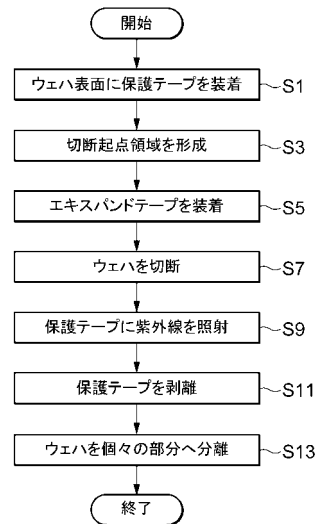 開始
ウェハ表面に保護テープを装着 S1
切断起点領域を形成 S3
エキスパンドテープを装着 S5
ウェハを切断 S7
保護テープに紫外線を照射 S9
保護テープを剥離 S11
ウェハを個々の部分へ分離 S13
終了